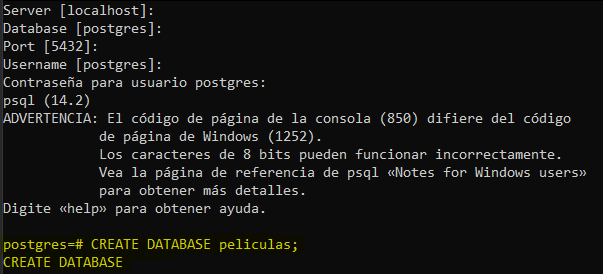 Server [localhost]:
Database [postgres]:
Port [5432]:
Username [postgres]:
Contraseña para usuario postgres:
psql (14.2)
ADVERTENCIA: El código de página de la consola (850) difiere del código
de página de Windows (1252).
Los caracteres de 8 bits pueden funcionar incorrectamente.
Vea la página de referencia de psql «Notes for Windows users»
para obtener más detalles.
Digite «help» para obtener ayuda.
postgres=# CREATE DATABASE peliculas;
CREATE DATABASE